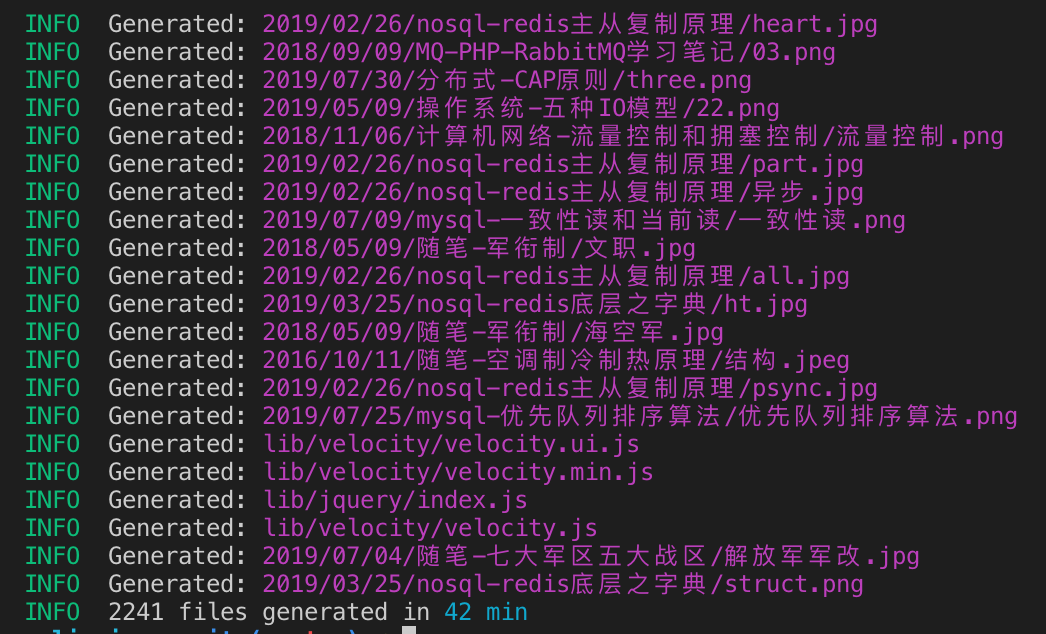 INFO  Generated: 2019/02/26/nosql-redis主从复制原理/heart.jpg
INFO  Generated: 2018/09/09/MQ-PHP-RabbitMQ学习笔记/03.png
INFO  Generated: 2019/07/30/分布式-CAP原则/three.png
INFO  Generated: 2019/05/09/操作系统-五种IO模型/22.png
INFO  Generated: 2018/11/06/计算机网络-流量控制和拥塞控制/流量控制.png
INFO  Generated: 2019/02/26/nosql-redis主从复制原理/part.jpg
INFO  Generated: 2019/02/26/nosql-redis主从复制原理/异步.jpg
INFO  Generated: 2019/07/09/mysql-一致性读和当前读/一致性读.png
INFO  Generated: 2018/05/09/随笔-军衔制/文职.jpg
INFO  Generated: 2019/02/26/nosql-redis主从复制原理/all.jpg
INFO  Generated: 2019/03/25/nosql-redis底层之字典/ht.jpg
INFO  Generated: 2018/05/09/随笔-军衔制/海空军.jpg
INFO  Generated: 2016/10/11/随笔-空调制冷制热原理/结构.jpeg
INFO  Generated: 2019/02/26/nosql-redis主从复制原理/psync.jpg
INFO  Generated: 2019/07/25/mysql-优先队列排序算法/优先队列排序算法.png
INFO  Generated: lib/velocity/velocity.ui.js
INFO  Generated: lib/velocity/velocity.min.js
INFO  Generated: lib/jquery/index.js
INFO  Generated: lib/velocity/velocity.js
INFO  Generated: 2019/07/04/随笔-七大军区五大战区/解放军军改.jpg
INFO  Generated: 2019/03/25/nosql-redis底层之字典/struct.png
INFO  2241 files generated in 42 min